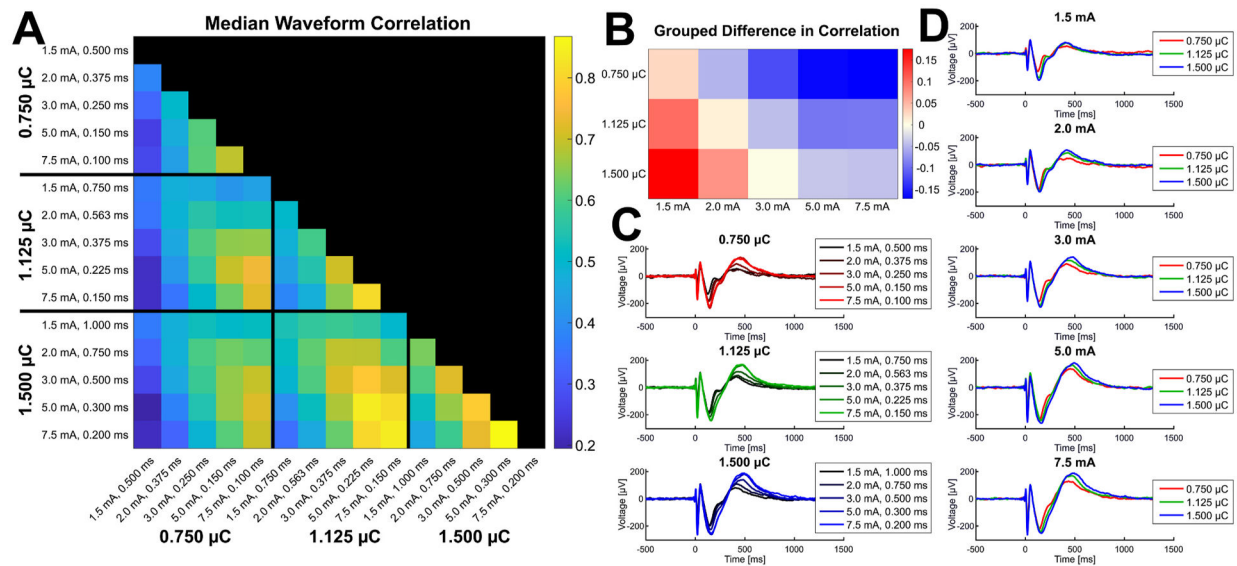 A
Median Waveform Correlation
0.750 µC
1.5 mA, 0.500 ms
2.0 mA, 0.375 ms
3.0 mA, 0.250 ms
5.0 mA, 0.150 ms
7.5 mA, 0.100 ms
1.125 µC
1.5 mA, 0.750 ms
2.0 mA, 0.563 ms
3.0 mA, 0.375 ms
5.0 mA, 0.225 ms
7.5 mA, 0.150 ms
1.500 µC
1.5 mA, 1.000 ms
2.0 mA, 0.750 ms
3.0 mA, 0.500 ms
5.0 mA, 0.300 ms
7.5 mA, 0.200 ms
1.5 mA, 0.500 ms
2.0 mA, 0.375 ms
3.0 mA, 0.250 ms
5.0 mA, 0.150 ms
7.5 mA, 0.100 ms
1.5 mA, 0.750 ms
2.0 mA, 0.563 ms
3.0 mA, 0.375 ms
5.0 mA, 0.225 ms
7.5 mA, 0.150 ms
1.5 mA, 1.000 ms
2.0 mA, 0.750 ms
3.0 mA, 0.500 ms
5.0 mA, 0.300 ms
7.5 mA, 0.200 ms
0.750 µC 1.125 µC 1.500 µC
0.8
0.7
0.6
0.5
0.4
0.3
0.2
B
Grouped Difference in Correlation
0.750 µC
1.125 µC
1.500 µC
1.5 mA 2.0 mA 3.0 mA 5.0 mA 7.5 mA
0.15
0.1
0.05
0
-0.05
-0.1
-0.15
C
0.750 µC
Voltage [µV]
200
0
-200
-500 0 500 1000 1500
Time [ms]
1.5 mA, 0.500 ms
2.0 mA, 0.375 ms
3.0 mA, 0.250 ms
5.0 mA, 0.150 ms
7.5 mA, 0.100 ms
1.125 µC
Voltage [µV]
200
0
-200
-500 0 500 1000 1500
Time [ms]
1.5 mA, 0.750 ms
2.0 mA, 0.563 ms
3.0 mA, 0.375 ms
5.0 mA, 0.225 ms
7.5 mA, 0.150 ms
1.500 µC
Voltage [µV]
200
0
-200
-500 0 500 1000 1500
Time [ms]
1.5 mA, 1.000 ms
2.0 mA, 0.750 ms
3.0 mA, 0.500 ms
5.0 mA, 0.300 ms
7.5 mA, 0.200 ms
D
1.5 mA
Voltage [µV]
200
0
-200
-500 0 500 1000 1500
Time [ms]
0.750 µC
1.125 µC
1.500 µC
2.0 mA
Voltage [µV]
200
0
-200
-500 0 500 1000 1500
Time [ms]
0.750 µC
1.125 µC
1.500 µC
3.0 mA
Voltage [µV]
200
0
-200
-500 0 500 1000 1500
Time [ms]
0.750 µC
1.125 µC
1.500 µC
5.0 mA
Voltage [µV]
200
0
-200
-500 0 500 1000 1500
Time [ms]
0.750 µC
1.125 µC
1.500 µC
7.5 mA
Voltage [µV]
200
0
-200
-500 0 500 1000 1500
Time [ms]
0.750 µC
1.125 µC
1.500 µC